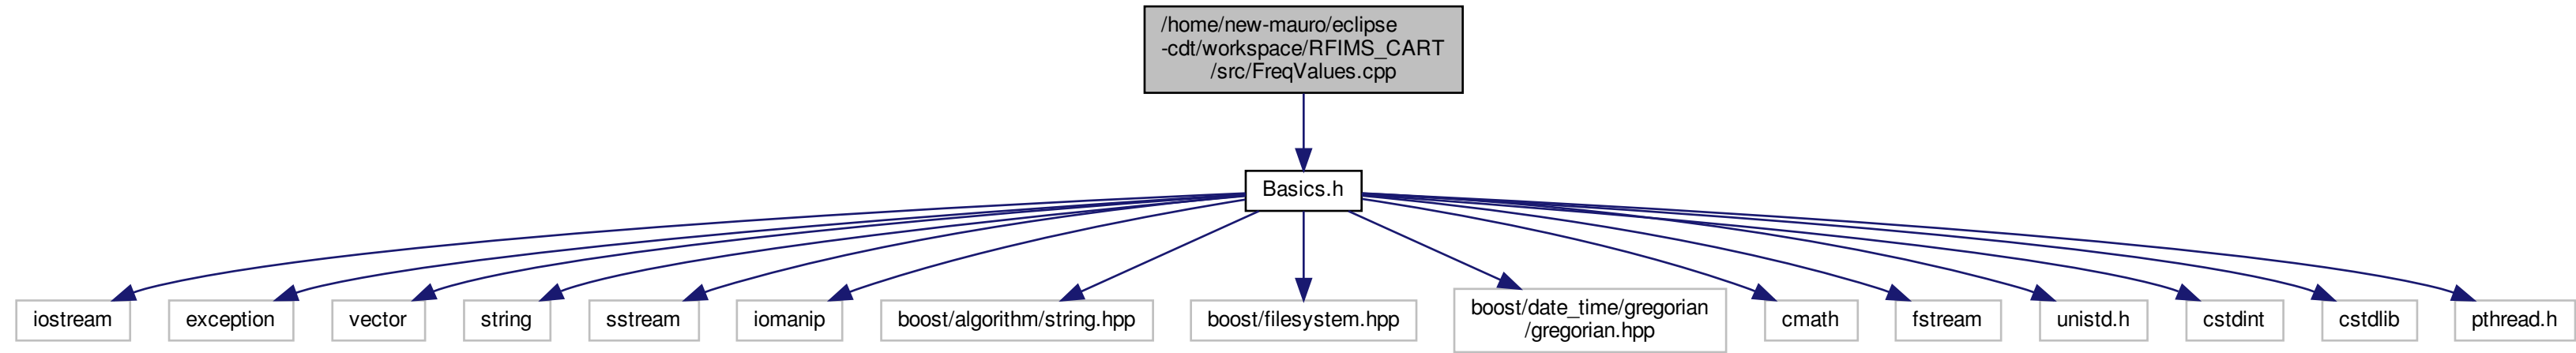 /home/new-mauro/eclipse
-cdt/workspace/RFIMS_CART
/src/FreqValues.cpp
Basics.h
iostream
exception
vector
string
sstream
iomanip
boost/algorithm/string.hpp
boost/filesystem.hpp
boost/date_time/gregorian
/gregorian.hpp
cmath
fstream
unistd.h
cstdint
cstdlib
pthread.h